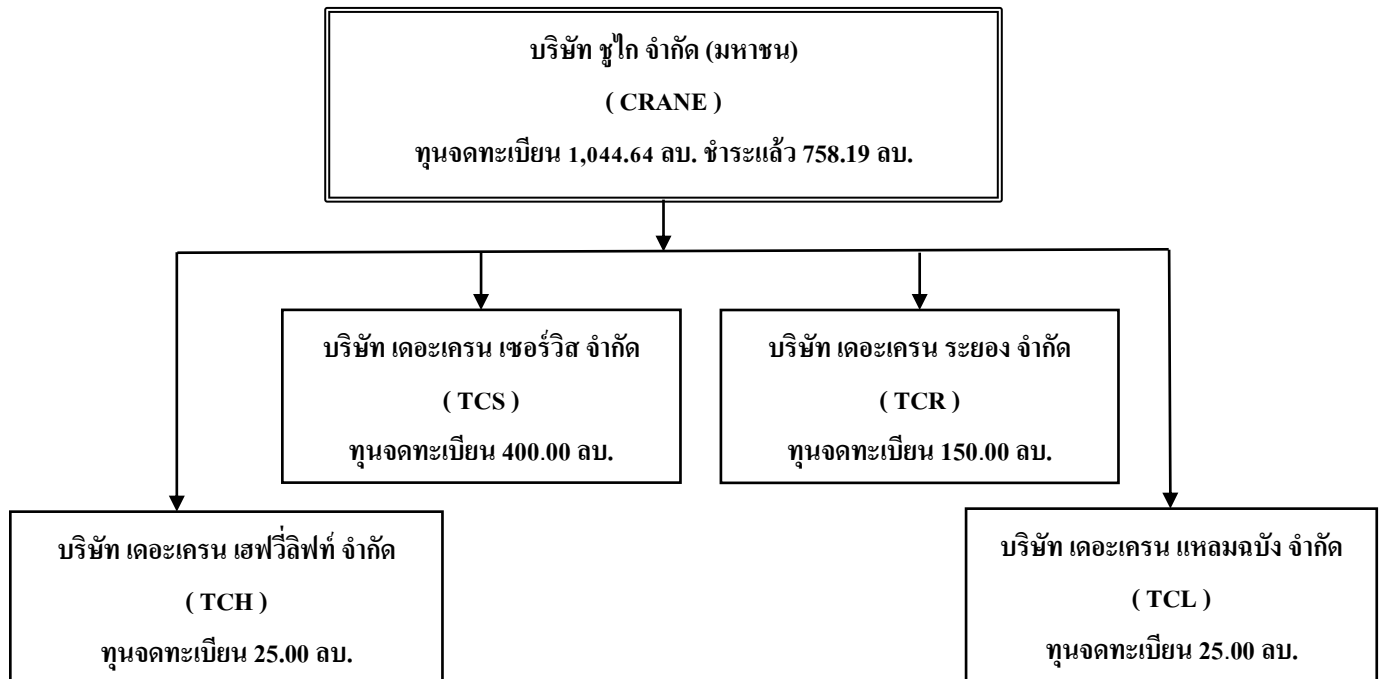 บริษัท ชูไก จำกัด (มหาชน)
( CRANE )
ทุนจดทะเบียน 1,044.64 ลบ. ชำระแล้ว 758.19 ลบ.
บริษัท เดอะเครน เซอร์วิส จำกัด
( TCS )
ทุนจดทะเบียน 400.00 ลบ.
บริษัท เดอะเครน ระยอง จำกัด
( TCR )
ทุนจดทะเบียน 150.00 ลบ.
บริษัท เดอะเครน เฮฟวี่ลิฟท์ จำกัด
( TCH )
ทุนจดทะเบียน 25.00 ลบ.
บริษัท เดอะเครน แหลมฉบัง จำกัด
( TCL )
ทุนจดทะเบียน 25.00 ลบ.